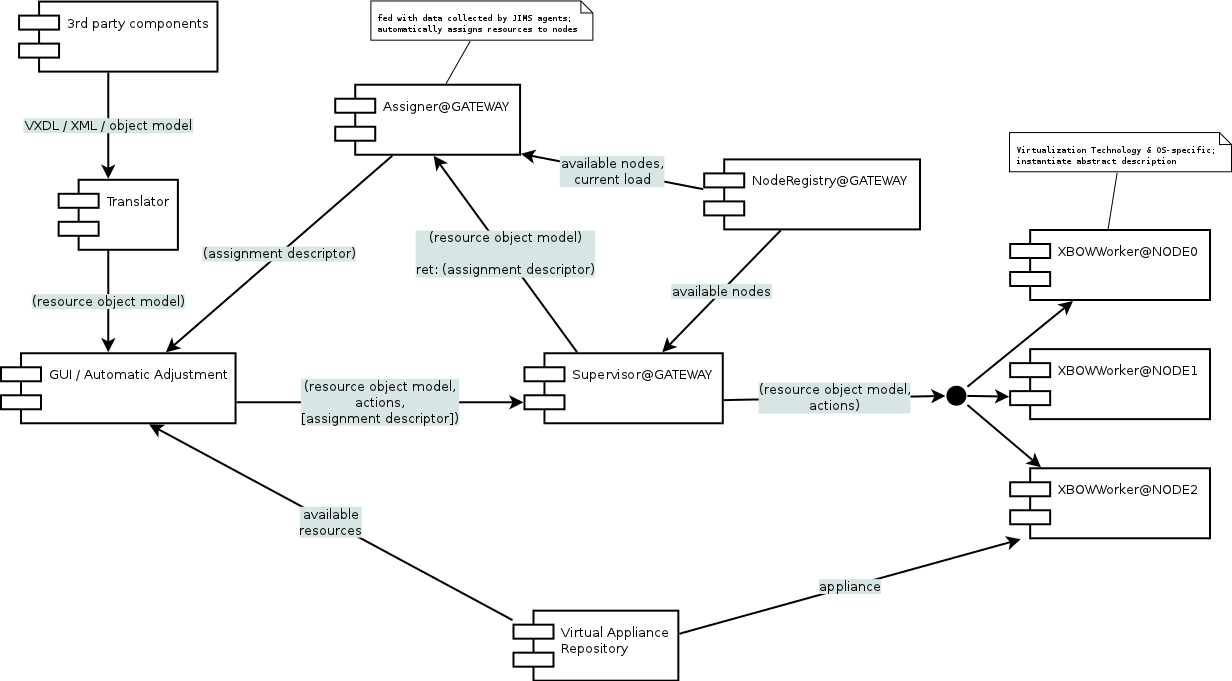 3rd party components
fed with data collected by JIMS agents;
automatically assigns resources to nodes
Assigner@GATEWAY
VXDL / XML / object model
Virtualization Technology & OS-specific;
instantiate abstract description
available nodes,
current load
NodeRegistry@GATEWAY
Translator
(resource object model)
ret: (assignment descriptor)
(assignment descriptor)
XBOWWorker@NODE0
available nodes
(resource object model)
GUI / Automatic Adjustment
Supervisor@GATEWAY
XBOWWorker@NODE1
(resource object model,
actions,
[assignment descriptor])
(resource object model,
actions)
XBOWWorker@NODE2
available
resources
appliance
Virtual Appliance
Repository